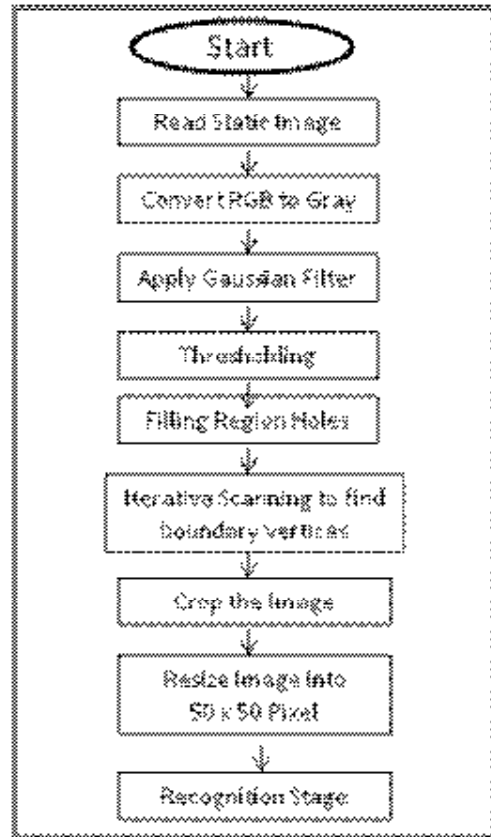 Start
Read Static Image
Convert RGB to Gray
Apply Gaussian Filter
Thresholding
Filling Region Holes
Iterative Scanning to find
boundary vertices
Crop the Image
Resize Image into
50 x 50 Pixel
Recognition Stage